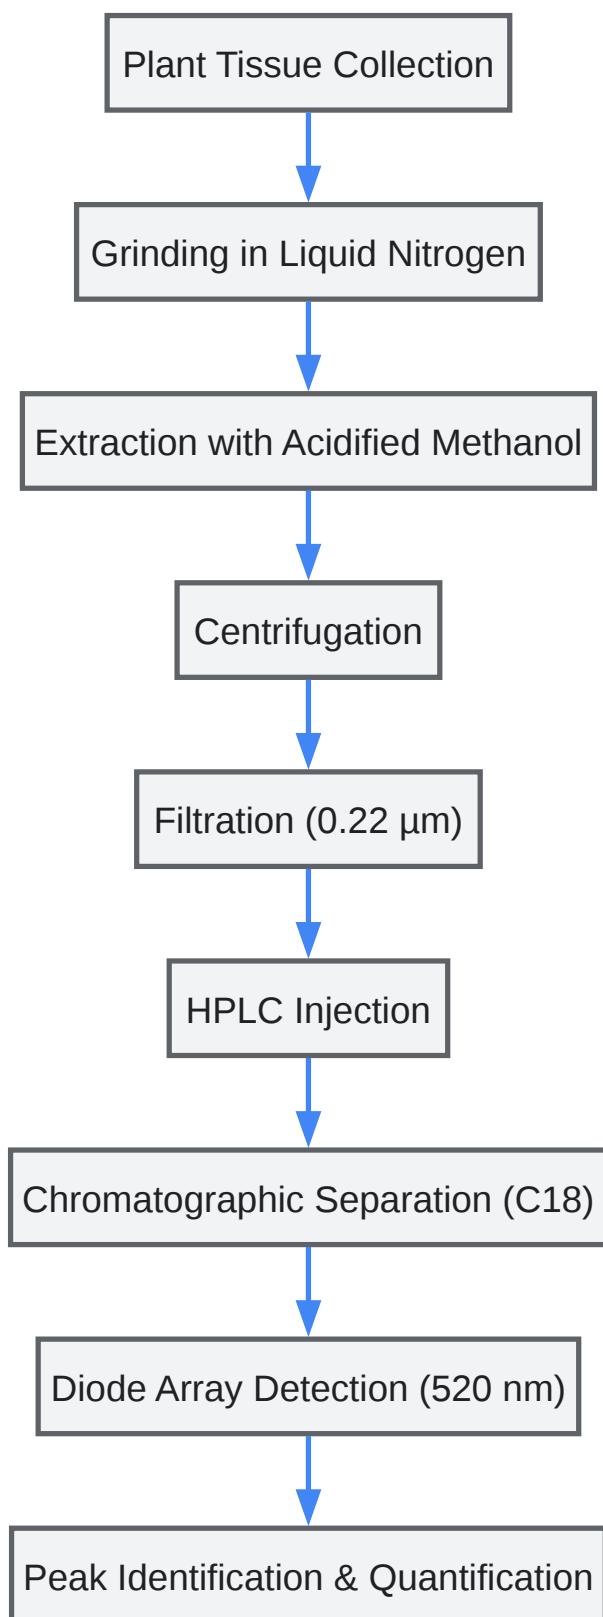 Plant Tissue Collection
Grinding in Liquid Nitrogen
Extraction with Acidified Methanol
Centrifugation
Filtration (0.22 µm)
HPLC Injection
Chromatographic Separation (C18)
Diode Array Detection (520 nm)
Peak Identification & Quantification